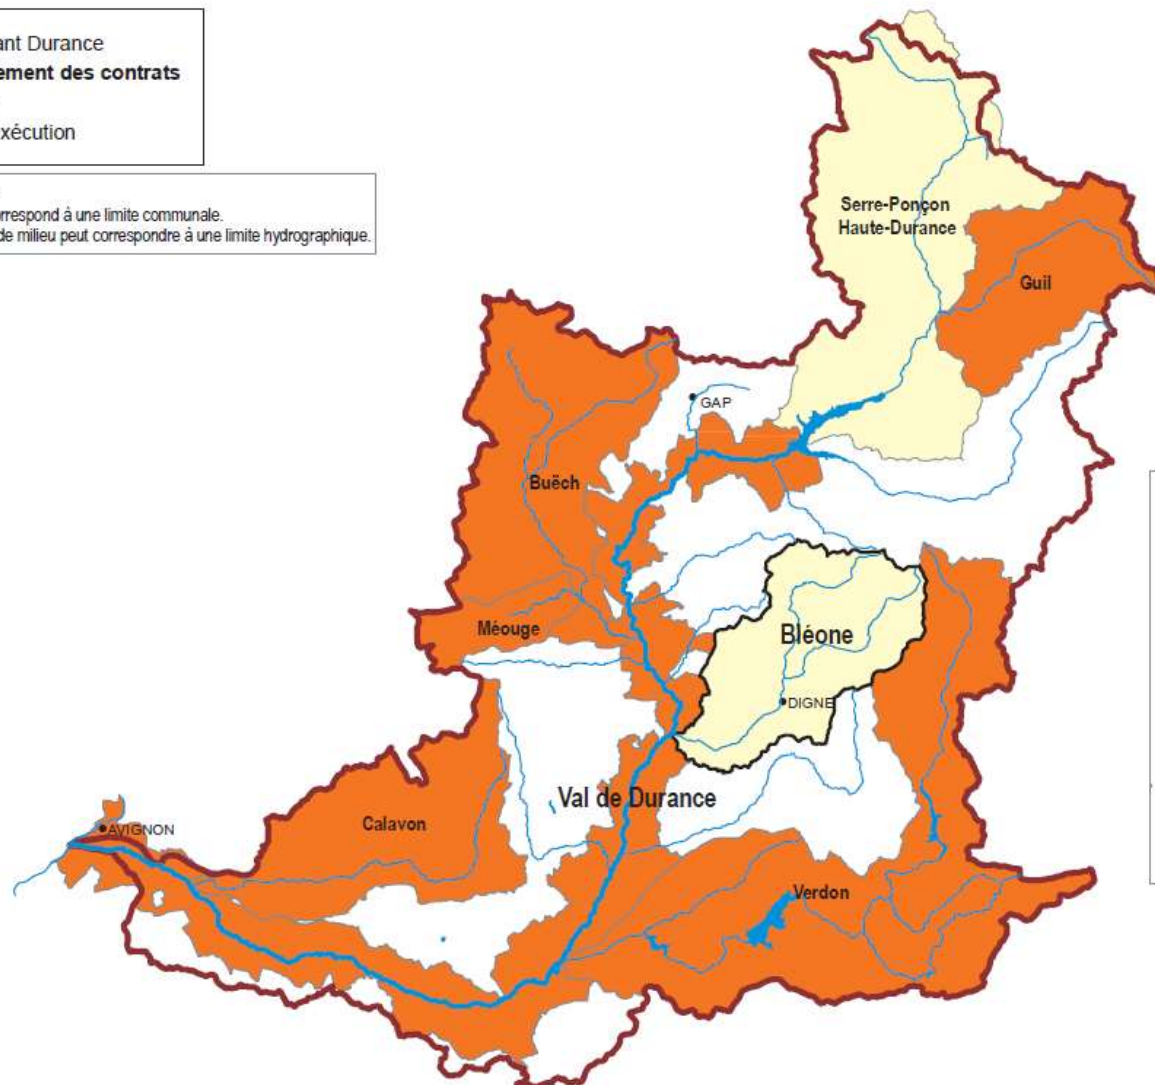 ant Durance
ement des contrats
xécution
rrespond à une limite communale.
de milieu peut correspondre à une limite hydrographique.
Serre-Ponçon
Haute-Durance
Guil
GAP
Buëch
Méouge
Bléone
DIGNE
Val de Durance
Calavon
AVIGNON
Verdon